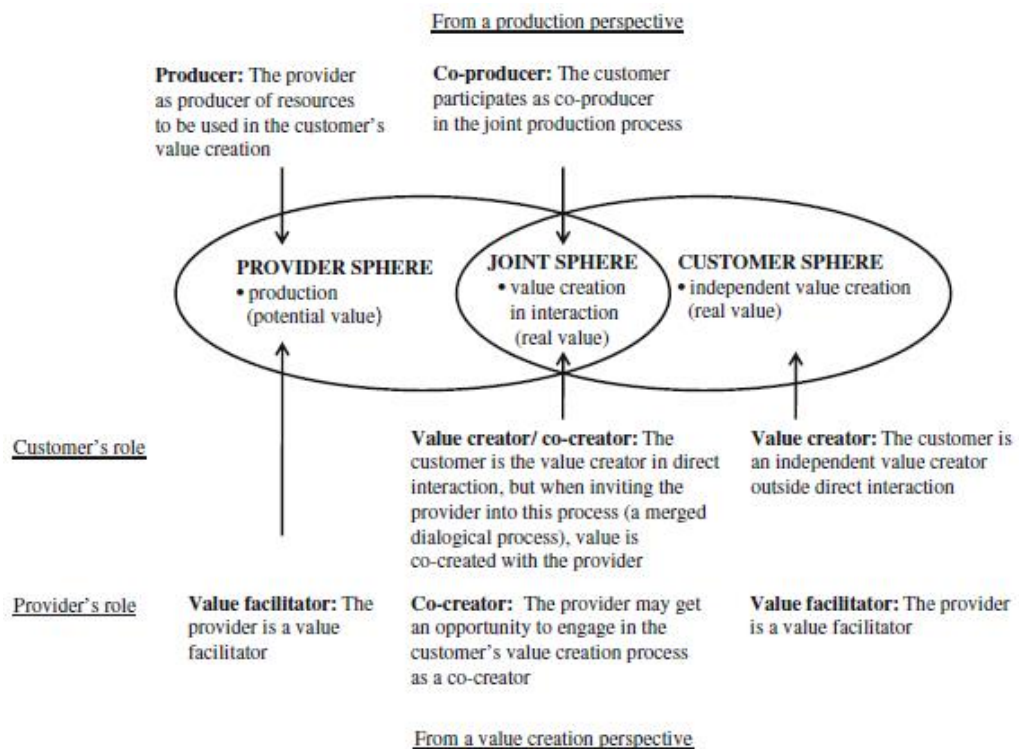 From a production perspective
Producer: The provider
as producer of resources
to be used in the customer's
value creation
Co-producer: The customer
participates as co-producer
in the joint production process
PROVIDER SPHERE
• production
(potential value)
JOINT SPHERE
• value creation
in interaction
(real value)
CUSTOMER SPHERE
• independent value creation
(real value)
Customer's role
Value creator/ co-creator: The
customer is the value creator in direct
interaction, but when inviting the
provider into this process (a merged
dialogical process), value is
co-created with the provider
Value creator: The customer is
an independent value creator
outside direct interaction
Provider's role
Value facilitator: The
provider is a value
facilitator
Co-creator: The provider may get
an opportunity to engage in the
customer's value creation process
as a co-creator
Value facilitator: The provider
is a value facilitator
From a value creation perspective